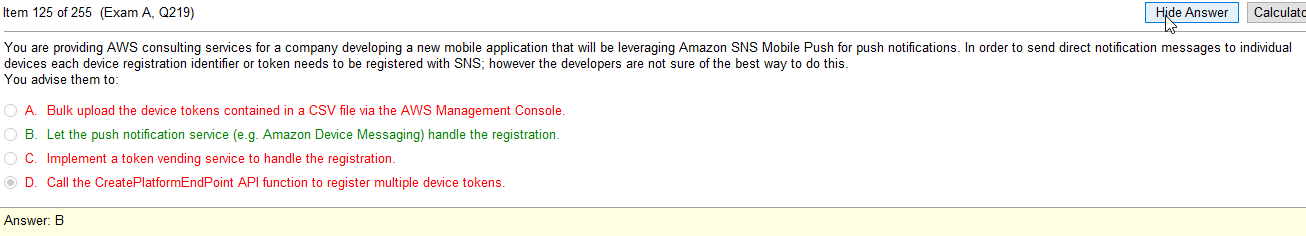 Item 125 of 255 (Exam A, Q219)
Hide Answer
Calculato
You are providing AWS consulting services for a company developing a new mobile application that will be leveraging Amazon SNS Mobile Push for push notifications. In order to send direct notification messages to individual
devices each device registration identifier or token needs to be registered with SNS; however the developers are not sure of the best way to do this.
You advise them to:
A. Bulk upload the device tokens contained in a CSV file via the AWS Management Console.
B. Let the push notification service (e.g. Amazon Device Messaging) handle the registration.
C. Implement a token vending service to handle the registration.
D. Call the CreatePlatformEndPoint API function to register multiple device tokens.
Answer: B